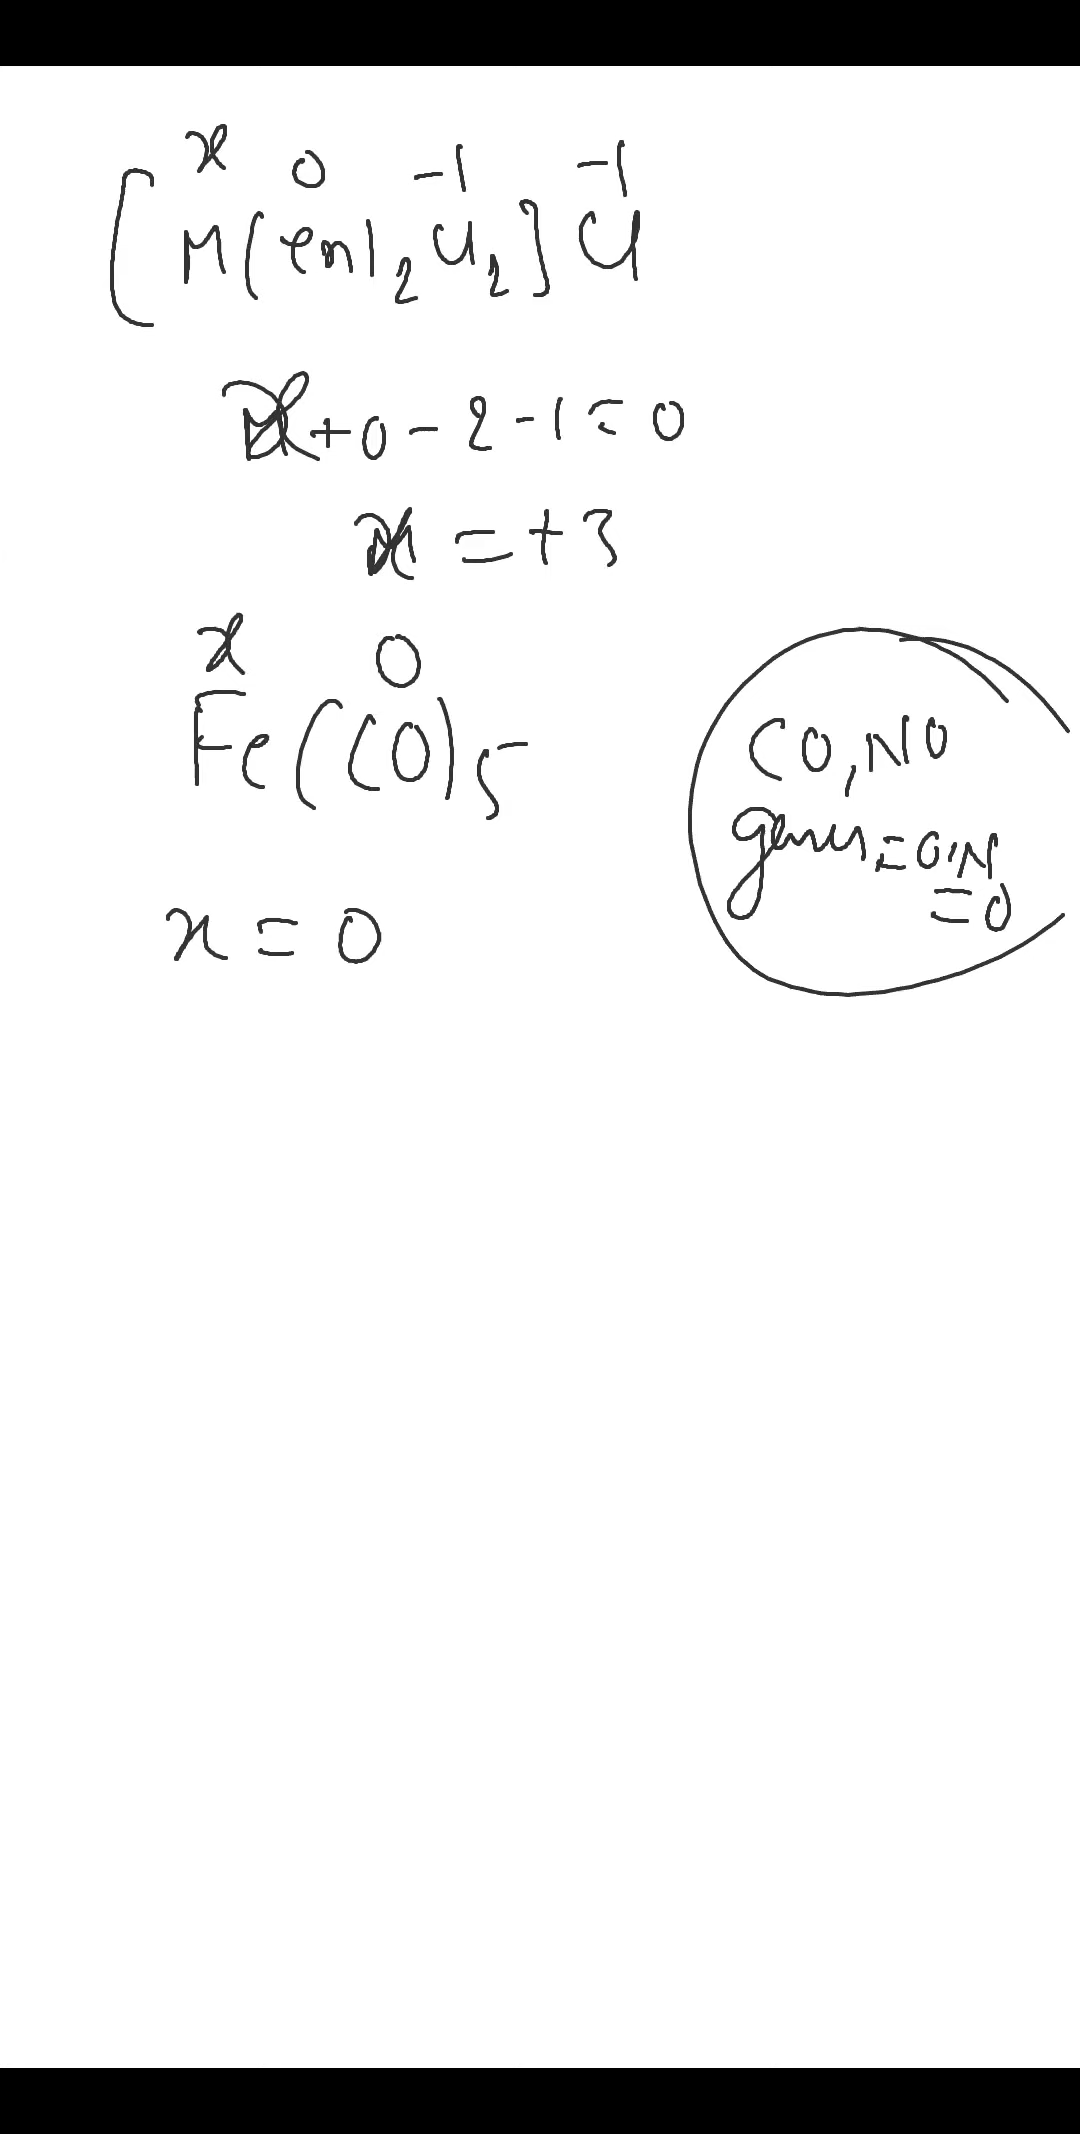 x 0 -1 -1
[M(en)₂Cl₂]Cl
x+0-2-1=0
x = +3
x 0
Fe(CO)₅
x = 0
CO, NO
=O·N
=0